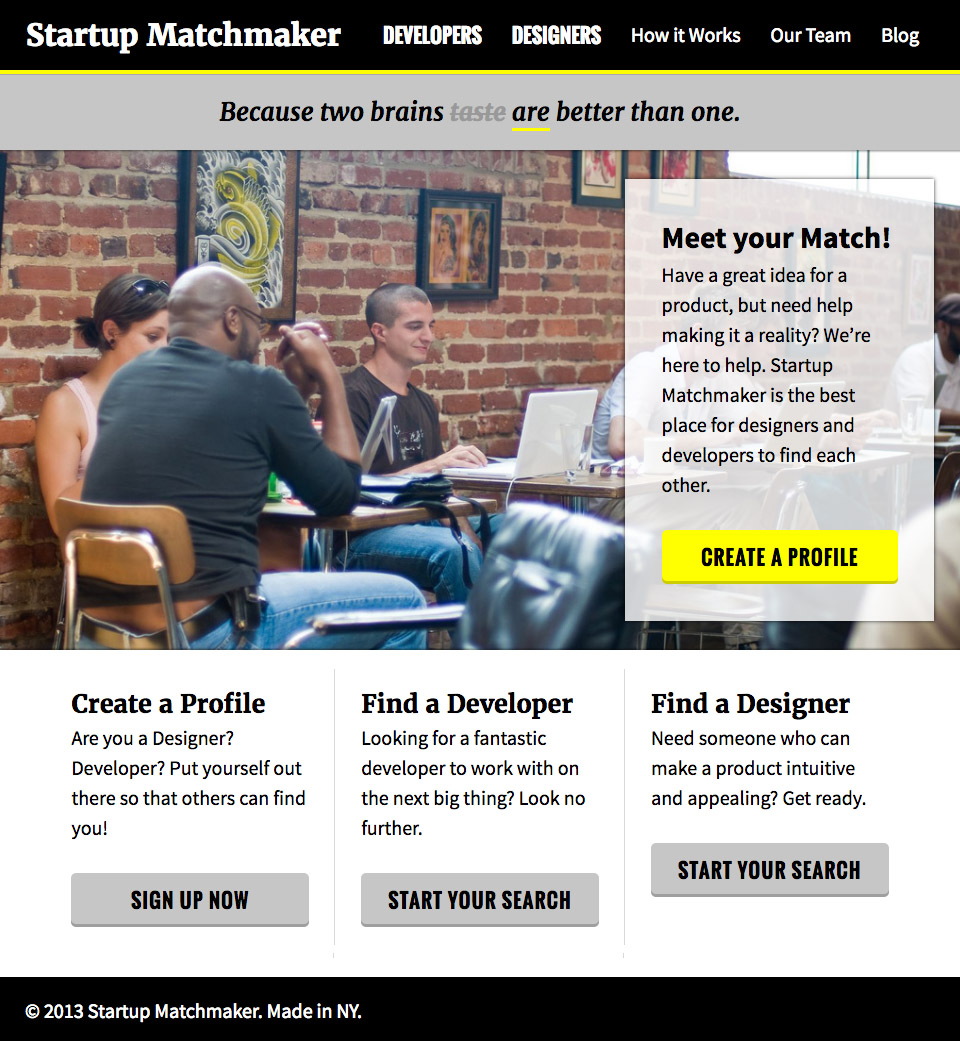 Startup Matchmaker DEVELOPERS DESIGNERS How it Works Our Team Blog
Because two brains taste are better than one.
Meet your Match!
Have a great idea for a
product, but need help
making it a reality? We’re
here to help. Startup
Matchmaker is the best
place for designers and
developers to find each
other.
CREATE A PROFILE
Create a Profile
Are you a Designer?
Developer? Put yourself out
there so that others can find
you!
SIGN UP NOW
Find a Developer
Looking for a fantastic
developer to work with on
the next big thing? Look no
further.
START YOUR SEARCH
Find a Designer
Need someone who can
make a product intuitive
and appealing? Get ready.
START YOUR SEARCH
© 2013 Startup Matchmaker. Made in NY.